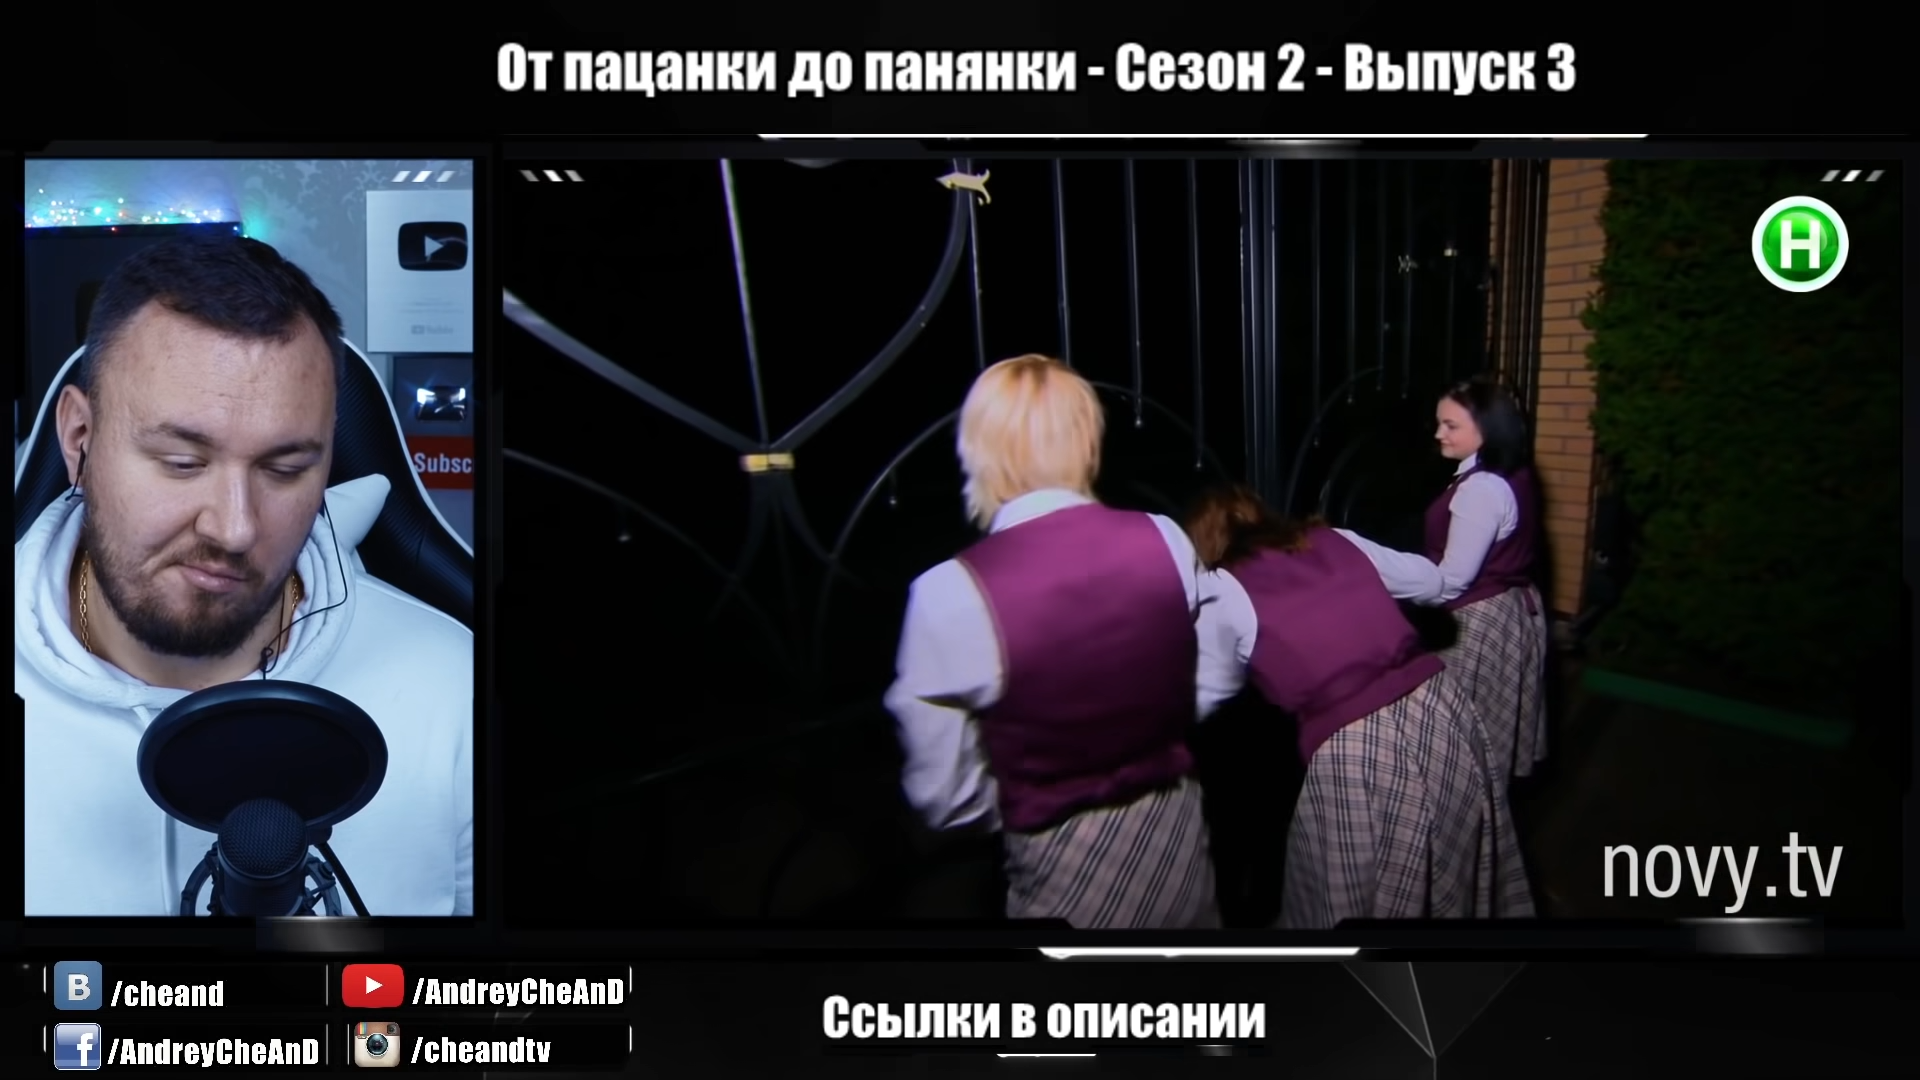 От пацанки до панянки - Сезон 2 - Выпуск 3
Н
Subsc
novy.tv
B /cheand
/AndreyCheAnD
f /AndreyCheAnD
/cheandtv
Ссылки в описании